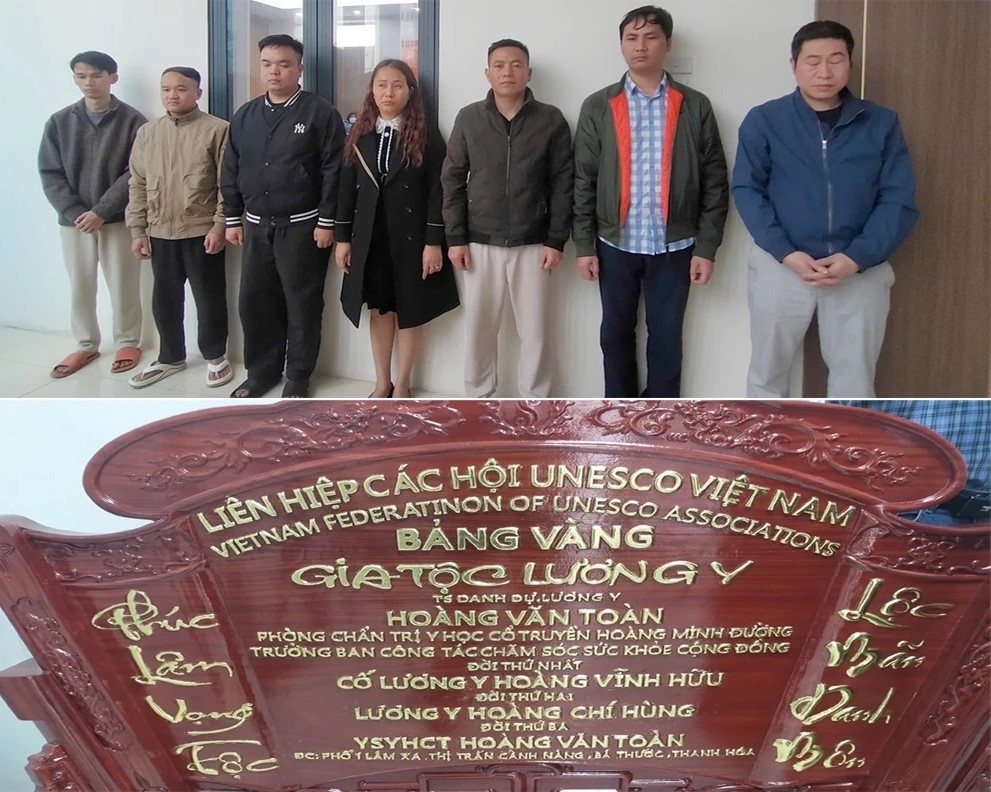 NY
LIÊN HIỆP CÁC HỘI UNESCO VIỆT NAM
VIETNAM FEDERATINON OF UNESCO ASSOCIATIONS
BẢNG VÀNG
GIA TỘC LƯƠNG Y
TS DANH DỰ, LƯƠNG Y
HOÀNG VĂN TOÀN
PHÒNG CHẨN TRỊ Y HỌC CỔ TRUYỀN HOÀNG MINH ĐƯỜNG
TRƯỞNG BAN CÔNG TÁC CHĂM SÓC SỨC KHỎE CỘNG ĐỒNG
ĐỜI THỨ NHẤT
CỐ LƯƠNG Y HOÀNG VĨNH HỮU
ĐỜI THỨ HAI
LƯƠNG Y HOÀNG CHÍ HÙNG
ĐỜI THỨ BA
YSYHCT HOÀNG VĂN TOÀN
ĐC: PHỐ 1 LÂM XA, THỊ TRẤN CÀNH NÀNG, BÁ THƯỚC, THANH HÓA
Phúc
Lâm
Vọng
Tộc
Lộc
Mãn
Danh
Môn